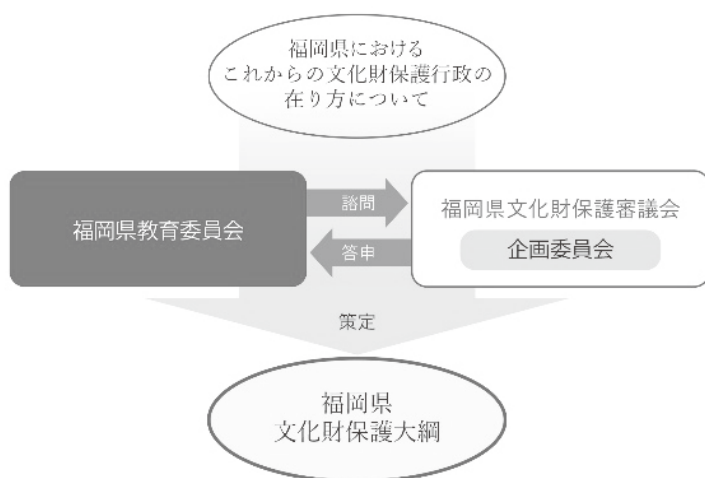 福岡県における
これからの文化財保護行政の
在り方について
福岡県教育委員会
諮問
答申
福岡県文化財保護審議会
企画委員会
策定
福岡県
文化財保護大綱